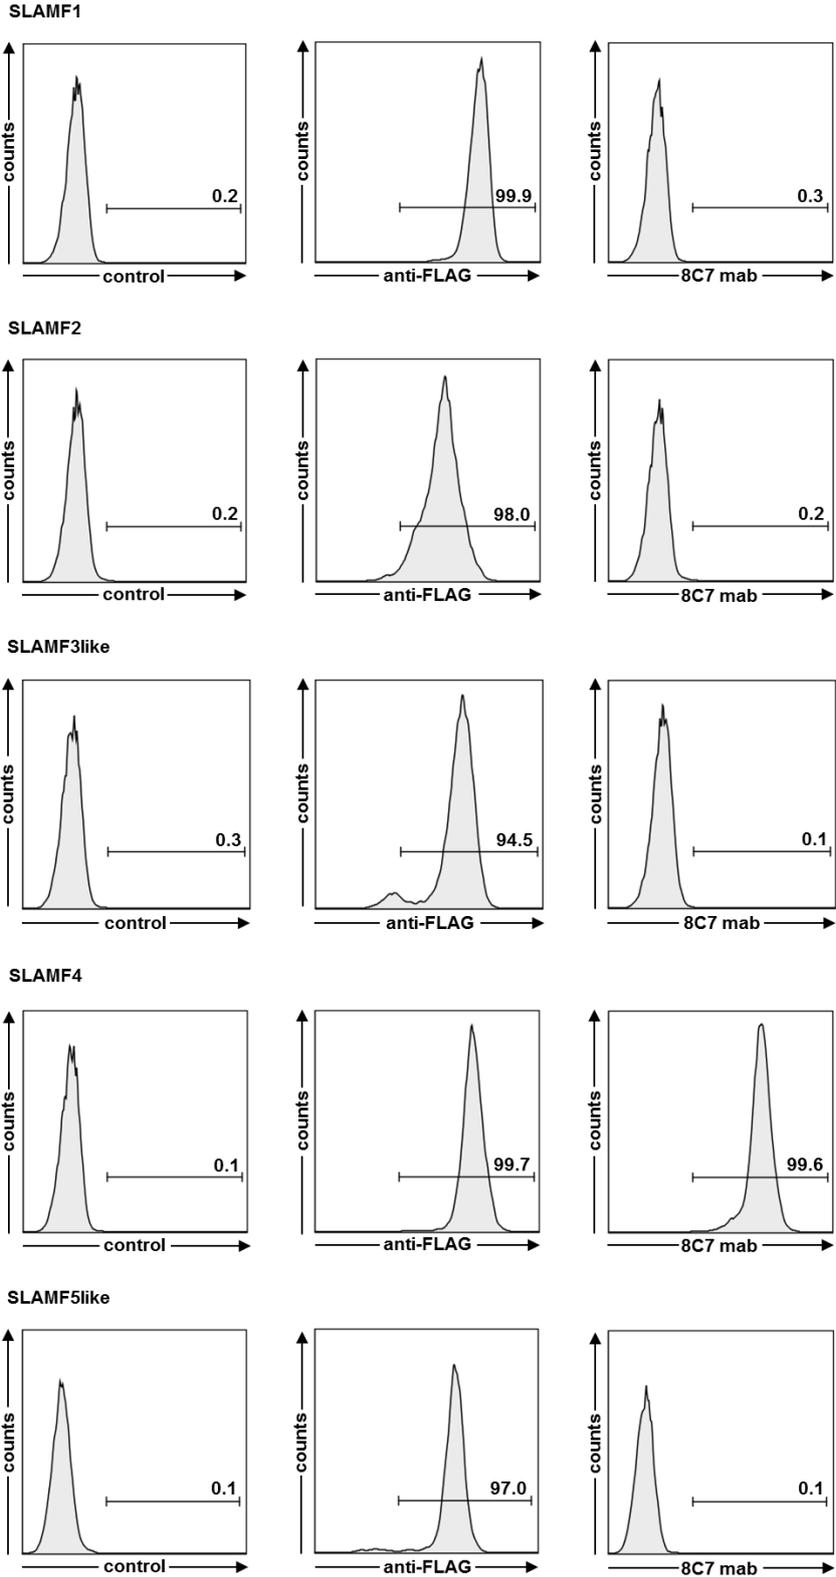 SLAMF1
counts
0.2
control
counts
99.9
anti-FLAG
counts
0.3
8C7 mab
SLAMF2
counts
0.2
control
counts
98.0
anti-FLAG
counts
0.2
8C7 mab
SLAMF3like
counts
0.3
control
counts
94.5
anti-FLAG
counts
0.1
8C7 mab
SLAMF4
counts
0.1
control
counts
99.7
anti-FLAG
counts
99.6
8C7 mab
SLAMF5like
counts
0.1
control
counts
97.0
anti-FLAG
counts
0.1
8C7 mab